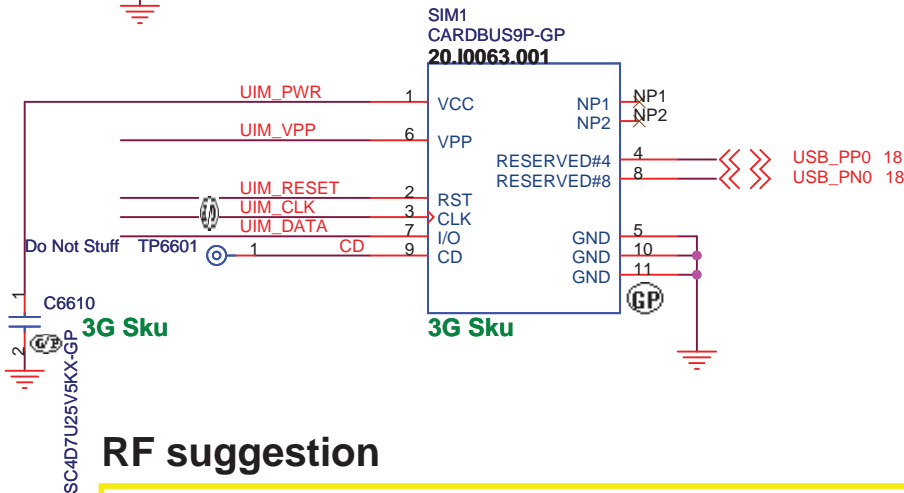 SIM1
CARDBUS9P-GP
20.I0063.001
UIM_PWR 1 VCC NP1 NP1
NP2 NP2
UIM_VPP 6 VPP
RESERVED#4 4 USB_PP0 18
RESERVED#8 8 USB_PN0 18
UIM_RESET 2 RST
UIM_CLK 3 CLK
UIM_DATA 7 I/O GND 5
Do Not Stuff TP6601 1 CD 9 CD GND 10
GND 11
GP
1 C6610
3G Sku 3G Sku
2
SC4D7U25V5KX-GP
RF suggestion